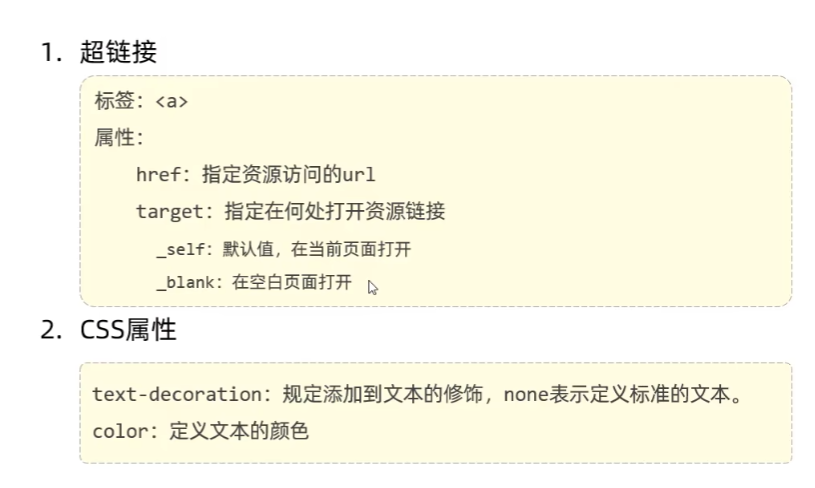 1. 超链接
标签：<a>
属性：
href：指定资源访问的url
target：指定在何处打开资源链接
_self：默认值，在当前页面打开
_blank：在空白页面打开
2. CSS属性
text-decoration：规定添加到文本的修饰，none表示定义标准的文本。
color：定义文本的颜色